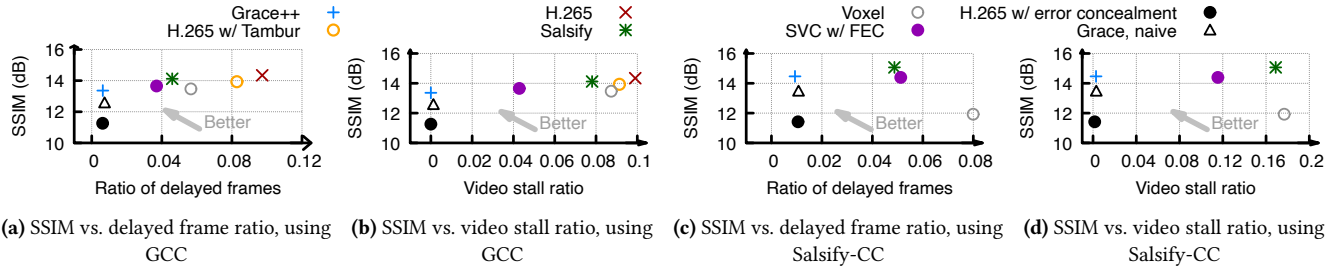 Grace++ H.265 Voxel H.265 w/ error concealment
H.265 w/ Tambur Salsify SVC w/ FEC Grace, naive
SSIM (dB)
16
14
12
10
Better
0 0.04 0.08 0.12
Ratio of delayed frames
SSIM (dB)
16
14
12
10
Better
0 0.02 0.04 0.06 0.08 0.1
Video stall ratio
SSIM (dB)
16
14
12
10
Better
0 0.02 0.04 0.06 0.08
Ratio of delayed frames
SSIM (dB)
16
14
12
10
Better
0 0.04 0.08 0.12 0.16 0.2
Video stall ratio
(a) SSIM vs. delayed frame ratio, using
GCC
(b) SSIM vs. video stall ratio, using
GCC
(c) SSIM vs. delayed frame ratio, using
Salsify-CC
(d) SSIM vs. video stall ratio, using
Salsify-CC